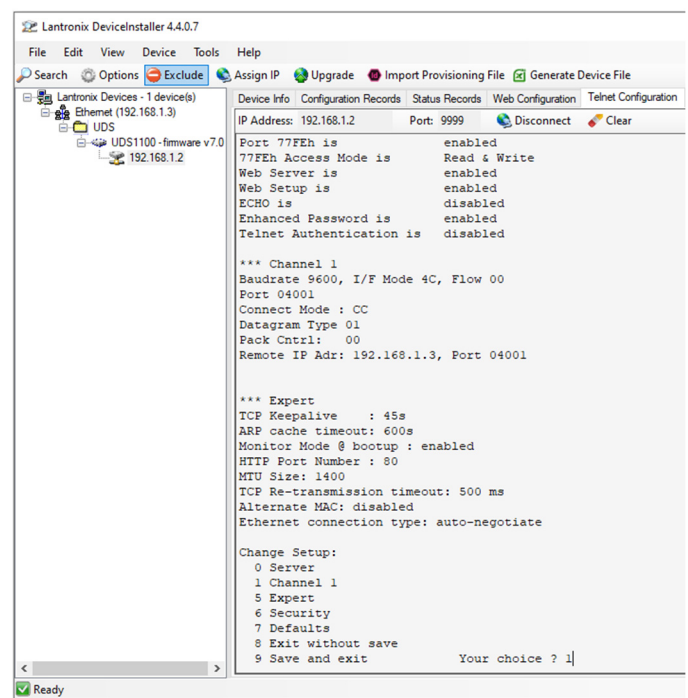 Lantronix DeviceInstaller 4.4.0.7
File Edit View Device Tools Help
Search Options Exclude Assign IP Upgrade Import Provisioning File Generate Device File
Lantronix Devices - 1 device(s)
Ethernet (192.168.1.3)
UDS
UDS1100 - firmware v7.0
192.168.1.2
Device Info Configuration Records Status Records Web Configuration Telnet Configuration
IP Address: 192.168.1.2 Port: 9999 Disconnect Clear
Port 77FEh is enabled
77FEh Access Mode is Read & Write
Web Server is enabled
Web Setup is enabled
ECHO is disabled
Enhanced Password is enabled
Telnet Authentication is disabled
*** Channel 1
Baudrate 9600, I/F Mode 4C, Flow 00
Port 04001
Connect Mode : CC
Datagram Type 01
Pack Cntrl: 00
Remote IP Adr: 192.168.1.3, Port 04001
*** Expert
TCP Keepalive : 45s
ARP cache timeout: 600s
Monitor Mode @ bootup : enabled
HTTP Port Number : 80
MTU Size: 1400
TCP Re-transmission timeout: 500 ms
Alternate MAC: disabled
Ethernet connection type: auto-negotiate
Change Setup:
0 Server
1 Channel 1
5 Expert
6 Security
7 Defaults
8 Exit without save
9 Save and exit Your choice ? 1
Ready